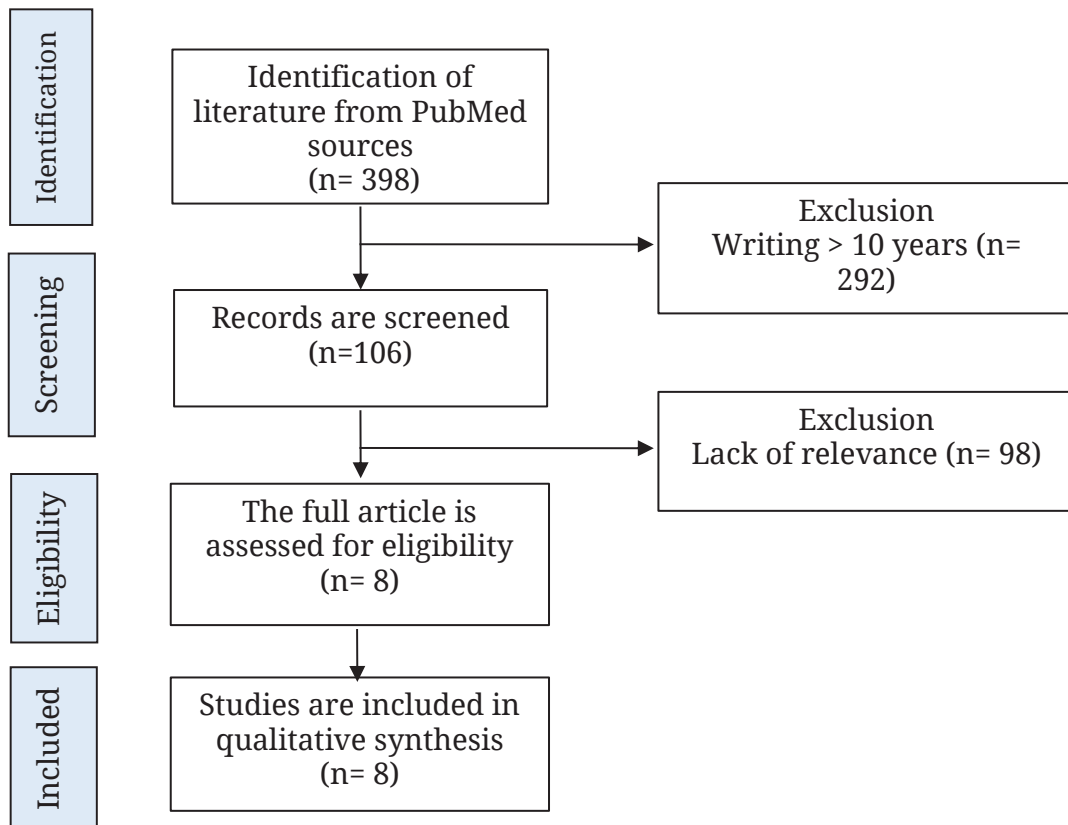 Identification
Identification of
literature from PubMed
sources
(n= 398)
Exclusion
Writing > 10 years (n=
292)
Screening
Records are screened
(n=106)
Exclusion
Lack of relevance (n= 98)
Eligibility
The full article is
assessed for eligibility
(n= 8)
Included
Studies are included in
qualitative synthesis
(n= 8)